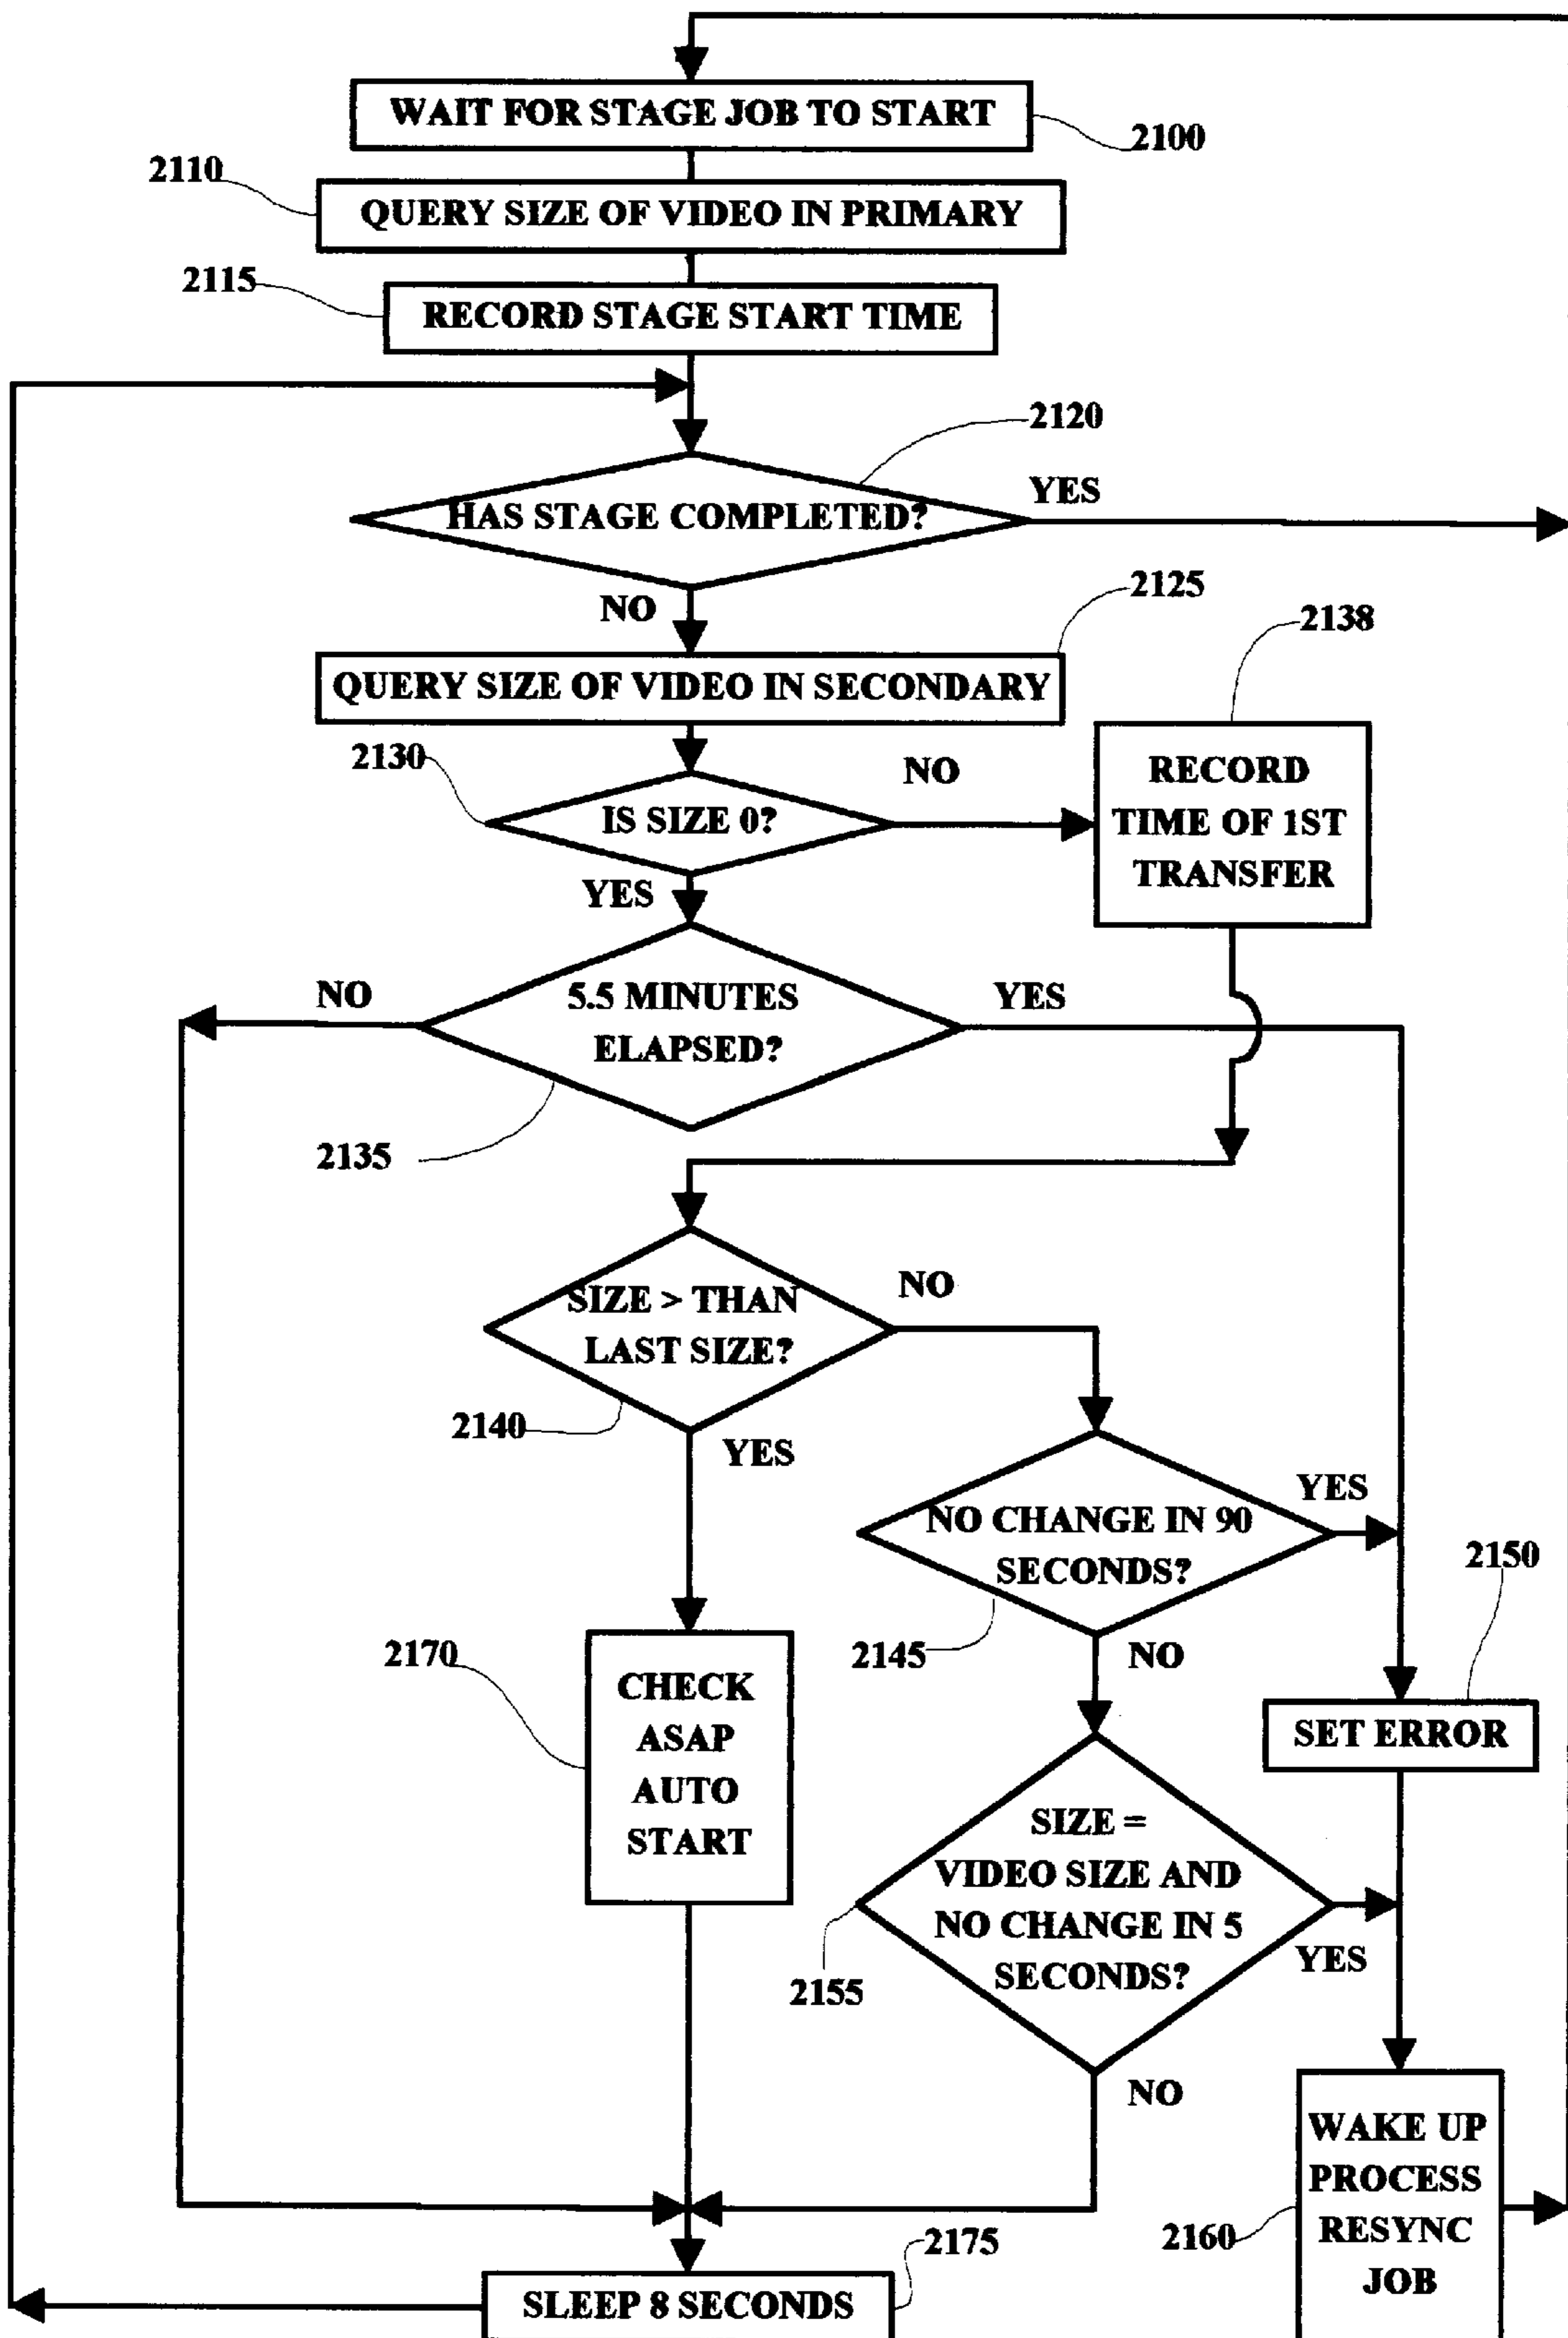 WAIT FOR STAGE JOB TO START
2100
2110
QUERY SIZE OF VIDEO IN PRIMARY
2115
RECORD STAGE START TIME
2120
HAS STAGE COMPLETED?
YES
NO
2125
2138
QUERY SIZE OF VIDEO IN SECONDARY
2130
NO
IS SIZE 0?
RECORD
TIME OF 1ST
TRANSFER
YES
NO
5.5 MINUTES
ELAPSED?
YES
2135
SIZE > THAN
LAST SIZE?
NO
2140
YES
NO CHANGE IN 90
SECONDS?
YES
2150
2145
NO
2170
CHECK
ASAP
AUTO
START
SET ERROR
SIZE =
VIDEO SIZE AND
NO CHANGE IN 5
SECONDS?
YES
2155
NO
WAKE UP
PROCESS
RESYNC
JOB
2160
2175
SLEEP 8 SECONDS